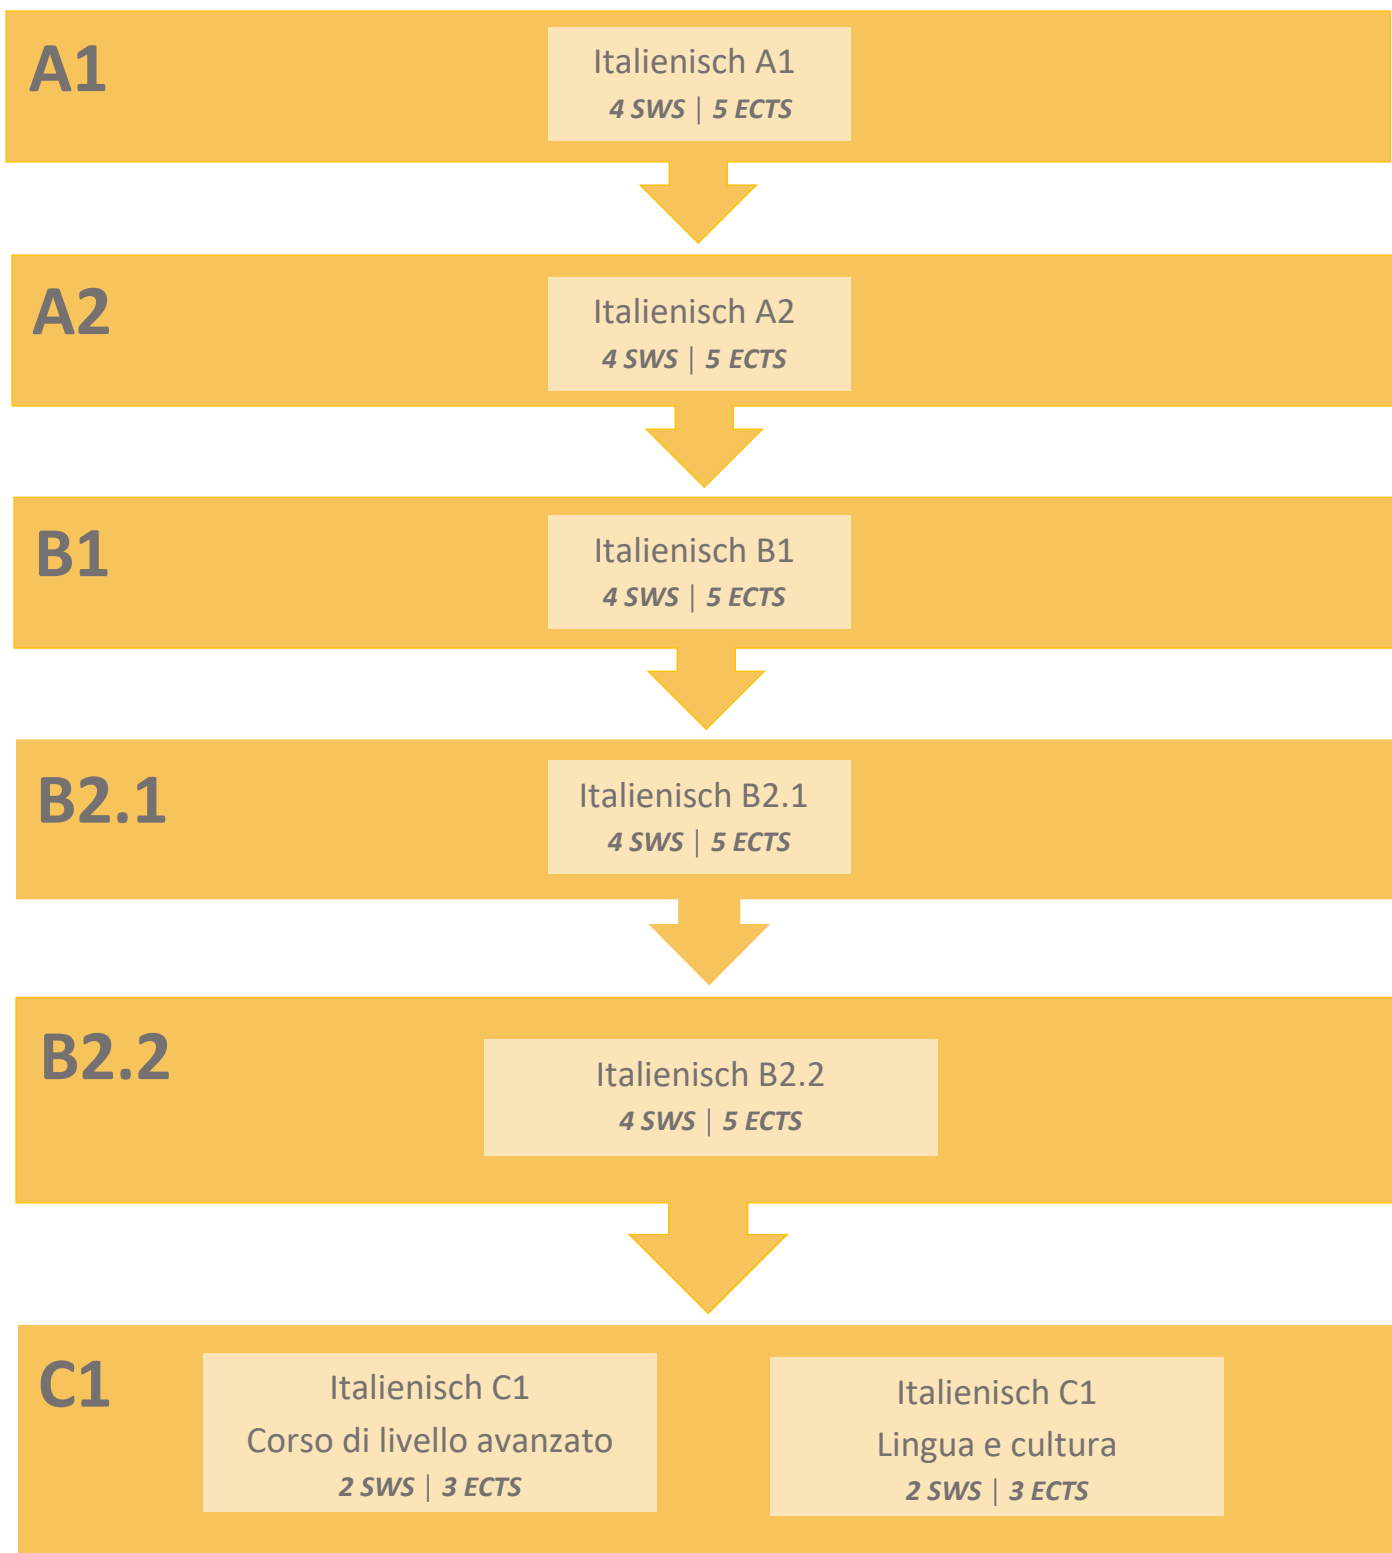 A1
Italienisch A1
4 SWS | 5 ECTS
A2
Italienisch A2
4 SWS | 5 ECTS
B1
Italienisch B1
4 SWS | 5 ECTS
B2.1
Italienisch B2.1
4 SWS | 5 ECTS
B2.2
Italienisch B2.2
4 SWS | 5 ECTS
C1
Italienisch C1
Corso di livello avanzato
2 SWS | 3 ECTS
Italienisch C1
Lingua e cultura
2 SWS | 3 ECTS